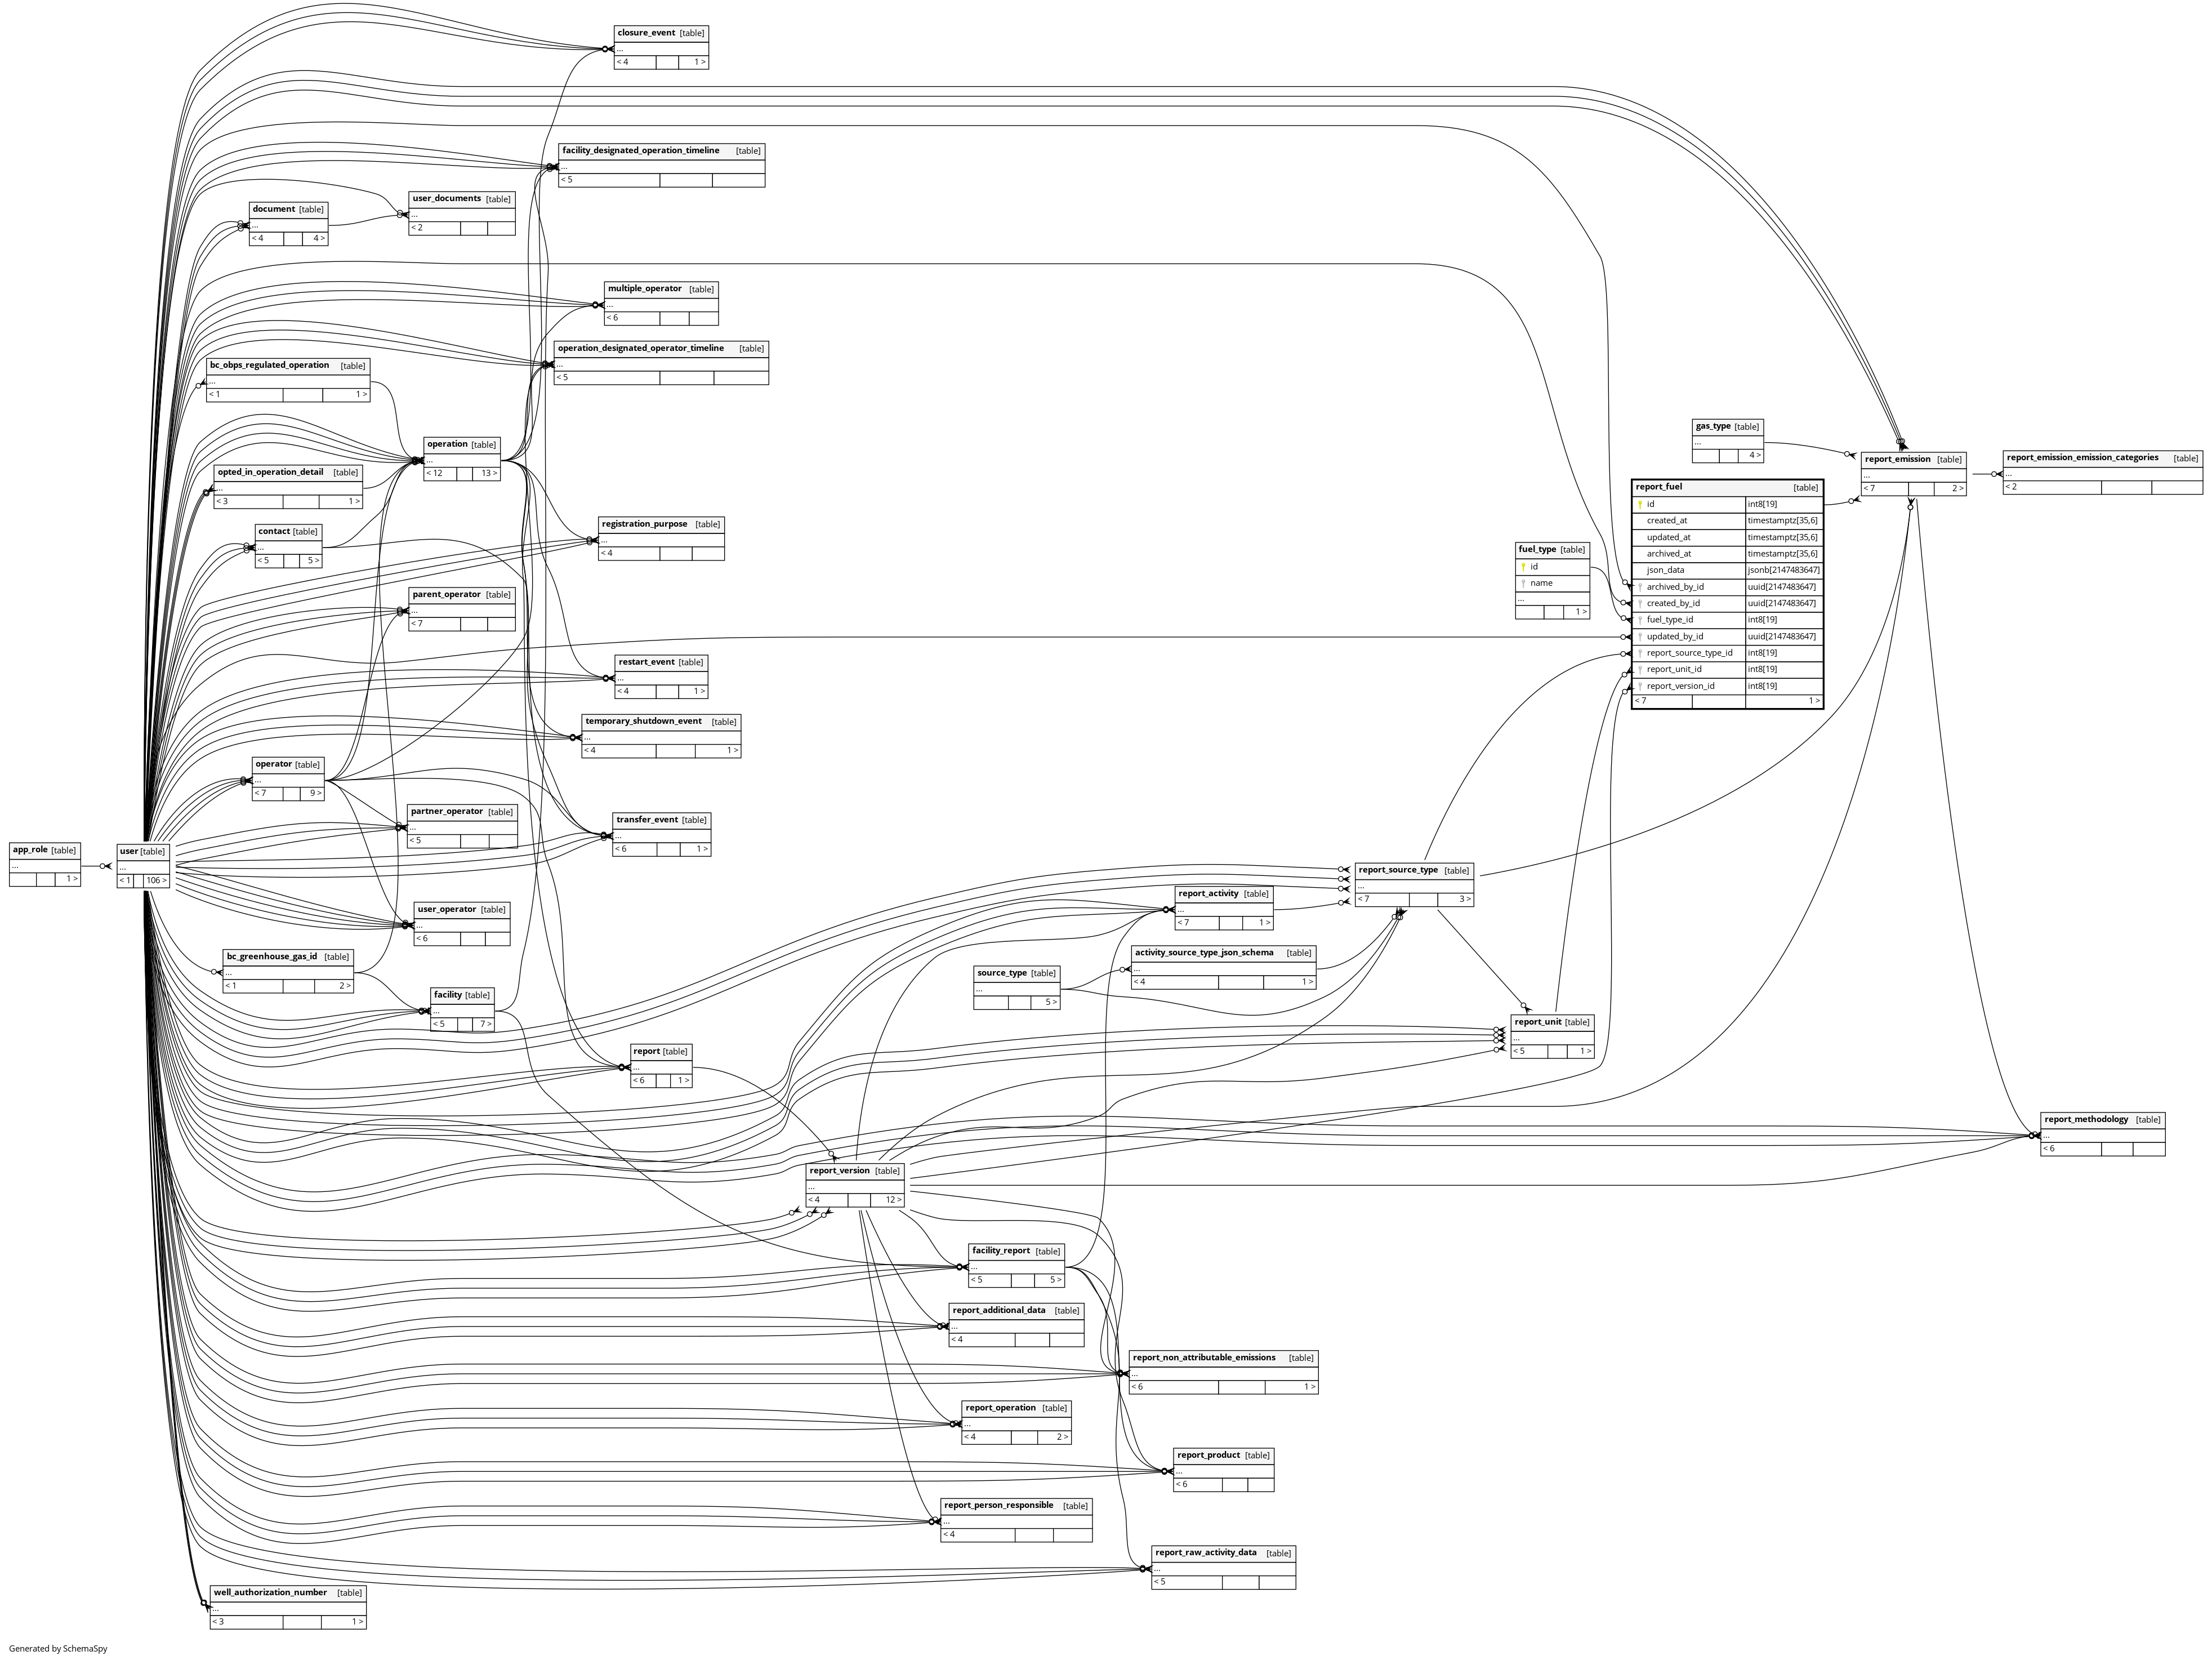 closure_event [table]
...
< 4 1 >
facility_designated_operation_timeline [table]
...
< 5
user_documents [table]
...
< 2
document [table]
...
< 4 4 >
multiple_operator [table]
...
< 6
operation_designated_operator_timeline [table]
...
< 5
bc_obps_regulated_operation [table]
...
< 1 1 >
operation [table]
...
< 12 13 >
opted_in_operation_detail [table]
...
< 3 1 >
contact [table]
...
< 5 5 >
registration_purpose [table]
...
< 4
parent_operator [table]
...
< 7
restart_event [table]
...
< 4 1 >
temporary_shutdown_event [table]
...
< 4 1 >
operator [table]
...
< 7 9 >
partner_operator [table]
...
< 5
transfer_event [table]
...
< 6 1 >
app_role [table]
...
1 >
user [table]
...
< 1 106 >
user_operator [table]
...
< 6
bc_greenhouse_gas_id [table]
...
< 1 2 >
facility [table]
...
< 5 7 >
report [table]
...
< 6 1 >
gas_type [table]
...
4 >
report_emission [table]
...
< 7 2 >
report_emission_emission_categories [table]
...
< 2
report_fuel [table]
id int8[19]
created_at timestamptz[35,6]
updated_at timestamptz[35,6]
archived_at timestamptz[35,6]
json_data jsonb[2147483647]
archived_by_id uuid[2147483647]
created_by_id uuid[2147483647]
fuel_type_id int8[19]
updated_by_id uuid[2147483647]
report_source_type_id int8[19]
report_unit_id int8[19]
report_version_id int8[19]
< 7 1 >
fuel_type [table]
id
name
...
1 >
report_source_type [table]
...
< 7 3 >
report_activity [table]
...
< 7 1 >
activity_source_type_json_schema [table]
...
< 4 1 >
source_type [table]
...
5 >
report_unit [table]
...
< 5 1 >
report_methodology [table]
...
< 6
report_version [table]
...
< 4 12 >
facility_report [table]
...
< 5 5 >
report_additional_data [table]
...
< 4
report_non_attributable_emissions [table]
...
< 6 1 >
report_operation [table]
...
< 4 2 >
report_product [table]
...
< 6
report_person_responsible [table]
...
< 4
report_raw_activity_data [table]
...
< 5
well_authorization_number [table]
...
< 3 1 >
Generated by SchemaSpy